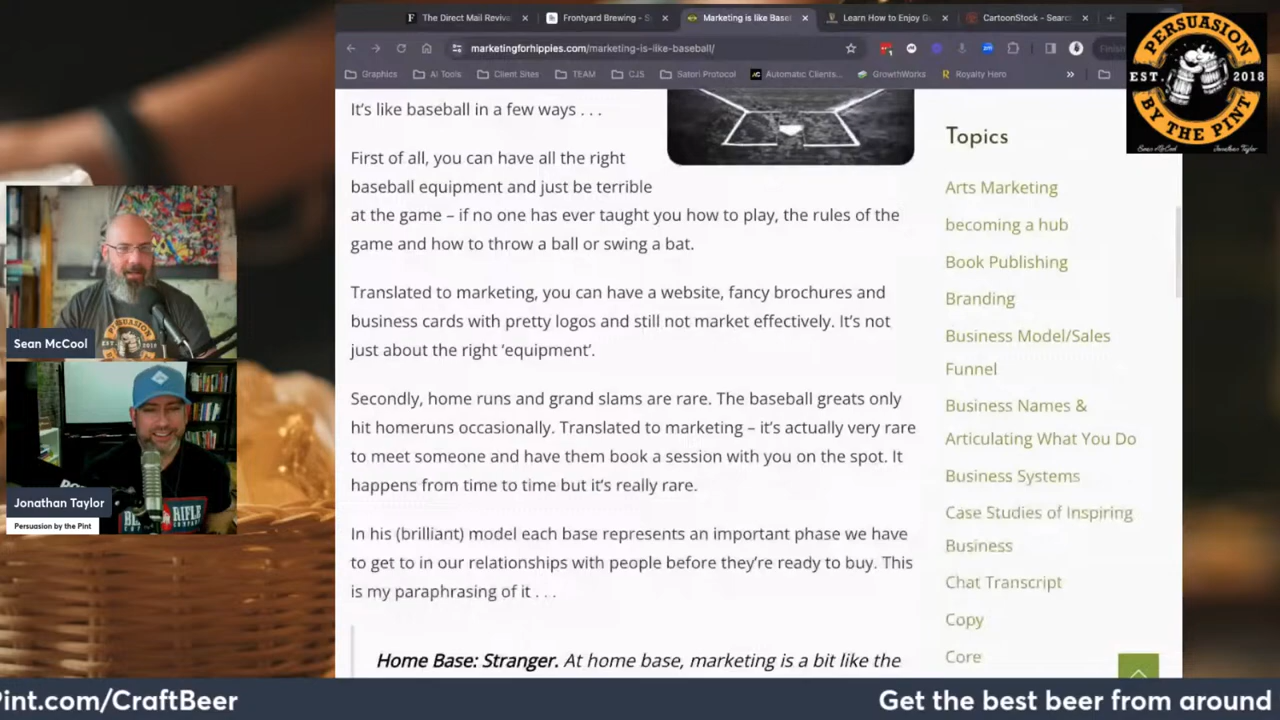 The Direct Mail Reviva
Frontyard Brewing - S
Marketing is like Basel
Learn How to Enjoy G
CartoonStock - Searc
marketingforhippies.com/marketing-is-like-baseball/
Finish
Graphics
AI Tools
Client Sites
TEAM
CJS
Satori Protocol
Automatic Clients...
GrowthWorks
Royalty Hero
»
PERSUASION
EST. 2018
BY THE PINT
Sean McCool
Jonathan Taylor
It's like baseball in a few ways . . .
First of all, you can have all the right
baseball equipment and just be terrible
at the game – if no one has ever taught you how to play, the rules of the
game and how to throw a ball or swing a bat.
Translated to marketing, you can have a website, fancy brochures and
business cards with pretty logos and still not market effectively. It's not
just about the right 'equipment'.
Secondly, home runs and grand slams are rare. The baseball greats only
hit homeruns occasionally. Translated to marketing – it's actually very rare
to meet someone and have them book a session with you on the spot. It
happens from time to time but it's really rare.
In his (brilliant) model each base represents an important phase we have
to get to in our relationships with people before they're ready to buy. This
is my paraphrasing of it . . .
Home Base: Stranger. At home base, marketing is a bit like the
Topics
Arts Marketing
becoming a hub
Book Publishing
Branding
Business Model/Sales
Funnel
Business Names &
Articulating What You Do
Business Systems
Case Studies of Inspiring
Business
Chat Transcript
Copy
Core
PERSUASION
EST. 2018
Sean McCool
RIFLE
Jonathan Taylor
Persuasion by the Pint
Pint.com/CraftBeer
Get the best beer from around